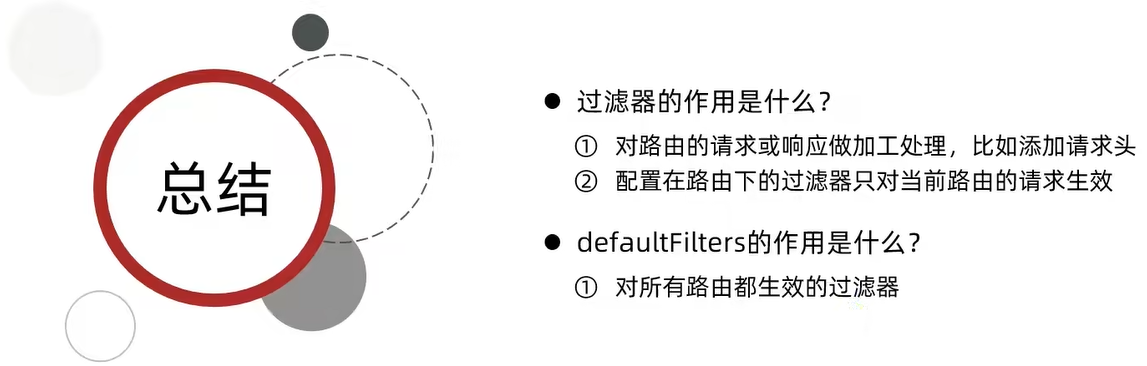 总结
● 过滤器的作用是什么？
① 对路由的请求或响应做加工处理，比如添加请求头
② 配置在路由下的过滤器只对当前路由的请求生效
● defaultFilters的作用是什么？
① 对所有路由都生效的过滤器